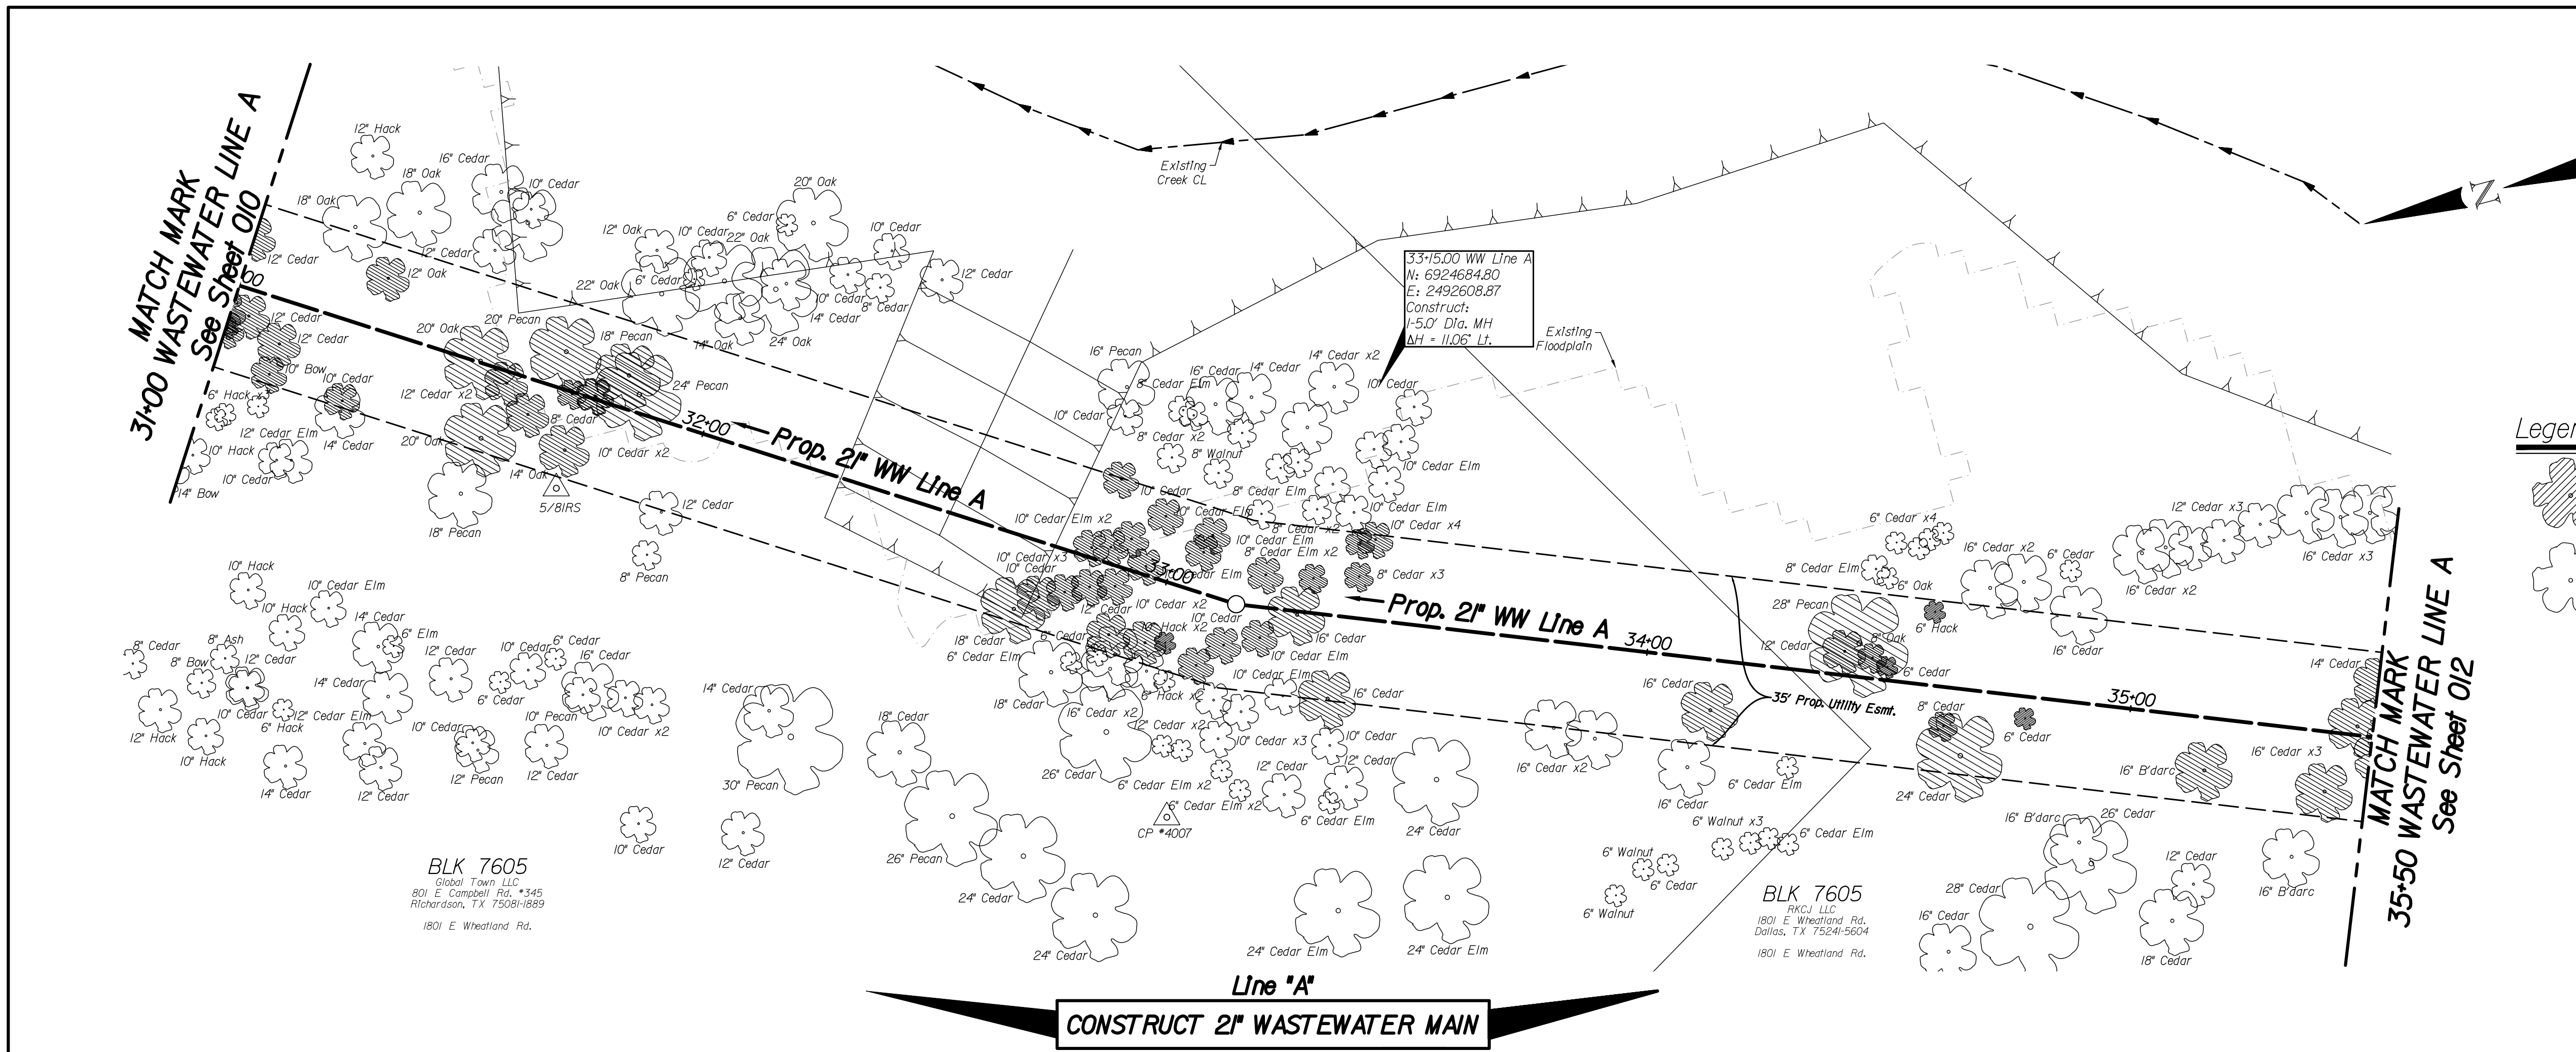 MATCH MARK
31+00 WASTEWATER LINE A
See Sheet 010
12" Hack
16" Cedar
18" Oak
18" Oak
10" Cedar
12" Cedar
12" Cedar
12" Oak
12" Cedar
12" Cedar
10" Bow
10" Cedar
6" Hack x3
12" Cedar Elm
14" Cedar
10" Hack
10" Cedar
14" Bow
20" Oak
20" Pecan
18" Pecan
24" Pecan
12" Cedar x2
8" Cedar
20" Oak
10" Cedar x2
14" Oak
5/8IRS
18" Pecan
12" Cedar
8" Pecan
12" Oak
10" Cedar
6" Cedar
22" Oak
20" Oak
10" Cedar
22" Oak
6" Cedar
10" Cedar
8" Cedar
14" Cedar
14" Oak
24" Oak
12" Cedar
32+00
Prop. 21" WW Line A
Existing
Creek CL
33+15.00 WW Line A
N: 6924684.80
E: 2492608.87
Construct:
1-5.0' Dia. MH
ΔH = 11.06° Lt.
Existing
Floodplain
N
Legen
16" Pecan
8" Cedar Elm
16" Cedar
14" Cedar
14" Cedar x2
10" Cedar
10" Cedar
8" Cedar x2
8" Walnut
10" Cedar Elm
10" Cedar
8" Cedar Elm
10" Cedar Elm
10" Cedar Elm
10" Cedar Elm x2
8" Cedar x2
10" Cedar x4
10" Cedar Elm
8" Cedar Elm x2
10" Cedar x3
10" Cedar
33+00
8" Cedar x3
12" Cedar
10" Cedar x2
10" Cedar
10" Hack x2
18" Cedar
6" Cedar
6" Cedar Elm
16" Cedar
10" Cedar Elm
10" Cedar Elm
18" Cedar
6" Hack x2
16" Cedar
16" Cedar x2
12" Cedar x2
10" Cedar x3
10" Cedar
26" Cedar
6" Cedar Elm x2
12" Cedar
12" Cedar
6" Cedar Elm x2
6" Cedar Elm
CP #4007
24" Cedar
Prop. 21" WW Line A
34+00
35' Prop. Utility Esmt.
6" Cedar x4
8" Cedar Elm
6" Oak
16" Cedar x2
6" Cedar
12" Cedar x3
16" Cedar x3
16" Cedar x2
28" Pecan
12" Cedar
8" Oak
6" Hack
6" Cedar
16" Cedar
14" Cedar
35+00
8" Cedar
6" Cedar
24" Cedar
16" B'darc
16" Cedar x3
16" Cedar
16" Cedar x2
16" Cedar
6" Cedar Elm
6" Walnut x3
6" Cedar Elm
6" Walnut
6" Cedar
6" Walnut
16" B'darc
26" Cedar
12" Cedar
16" B'darc
28" Cedar
16" Cedar
18" Cedar
MATCH MARK
35+50 WASTEWATER LINE A
See Sheet 012
10" Hack
10" Cedar Elm
10" Hack
14" Cedar
6" Elm
8" Cedar
8" Ash
8" Bow
12" Cedar
12" Cedar
10" Cedar
6" Cedar
16" Cedar
14" Cedar
6" Cedar
10" Cedar
6" Hack
12" Cedar Elm
10" Cedar
10" Pecan
10" Cedar x2
12" Hack
10" Hack
14" Cedar
12" Cedar
12" Pecan
12" Cedar
14" Cedar
30" Pecan
18" Cedar
10" Cedar
12" Cedar
26" Pecan
24" Cedar
24" Cedar
24" Cedar Elm
24" Cedar Elm
BLK 7605
Global Town LLC
801 E Campbell Rd. #345
Richardson, TX 75081-1889
1801 E Wheatland Rd.
BLK 7605
RKCJ LLC
1801 E Wheatland Rd.
Dallas, TX 75241-5604
1801 E Wheatland Rd.
Line "A"
CONSTRUCT 21" WASTEWATER MAIN